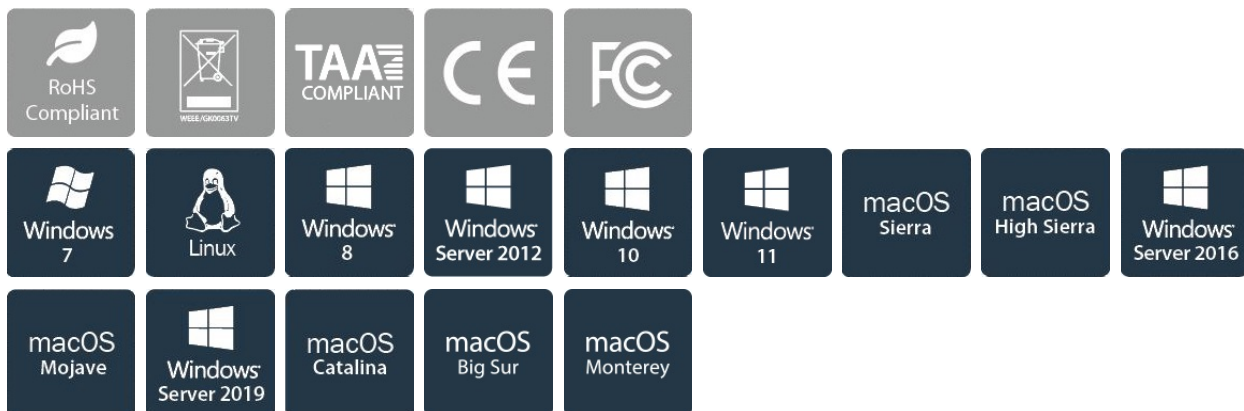 RoHS
Compliant
WEEE/GK0083TV
TAA
COMPLIANT
CE
FC
Windows
7
Linux
Windows
8
Windows
Server 2012
Windows
10
Windows
11
macOS
Sierra
macOS
High Sierra
Windows
Server 2016
macOS
Mojave
Windows
Server 2019
macOS
Catalina
macOS
Big Sur
macOS
Monterey